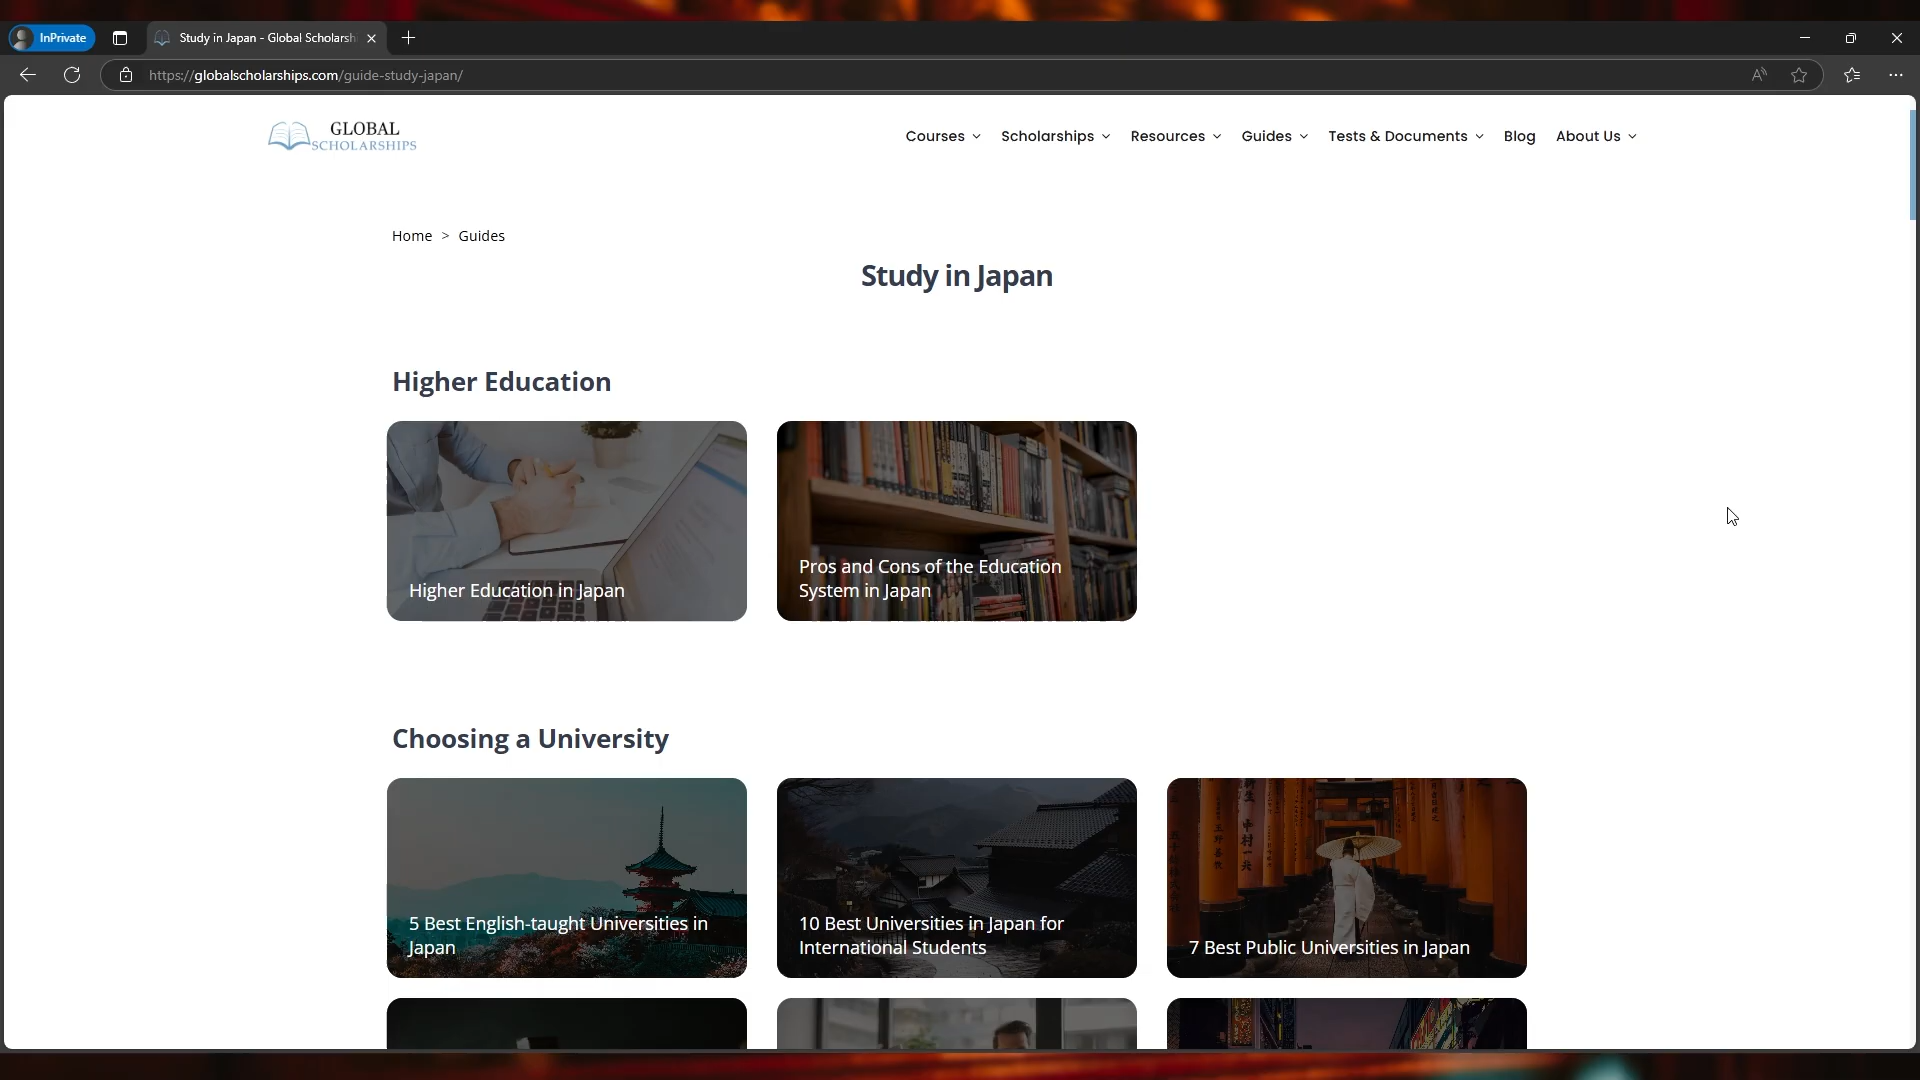 InPrivate
Study in Japan - Global Scholarsh
https://globalscholarships.com/guide-study-japan/
GLOBAL
SCHOLARSHIPS
Courses
Scholarships
Resources
Guides
Tests & Documents
Blog
About Us
Home > Guides
Study in Japan
Higher Education
Higher Education in Japan
Pros and Cons of the Education
System in Japan
Choosing a University
5 Best English-taught Universities in
Japan
10 Best Universities in Japan for
International Students
7 Best Public Universities in Japan